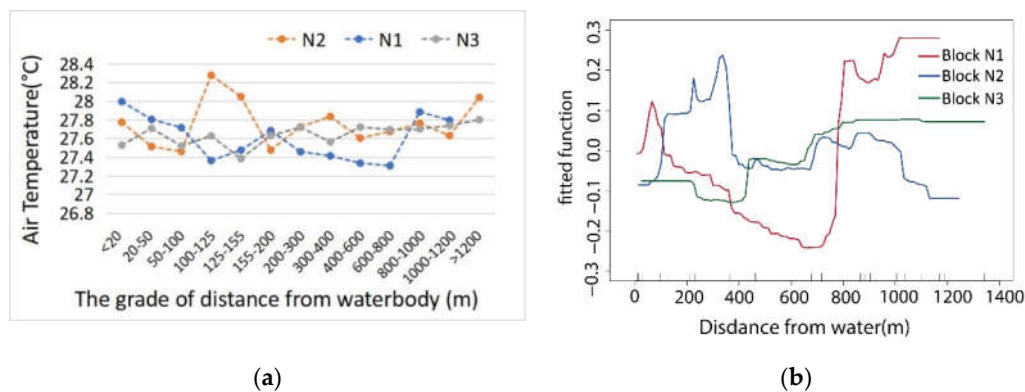 N2 N1 N3
Air Temperature(°C)
28.4
28.2
28
27.8
27.6
27.4
27.2
27
26.8
<20 20-50 50-100 100-125 125-155 155-200 200-300 300-400 400-600 600-800 800-1000 1000-1200 >1200
The grade of distance from waterbody (m)
(a)
b)
fitted function
0.3
0.2
0.1
0.0
−0.1
−0.2
−0.3
Block N1
Block N2
Block N3
0 200 400 600 800 1000 1200 1400
Disdance from water(m)
(b)